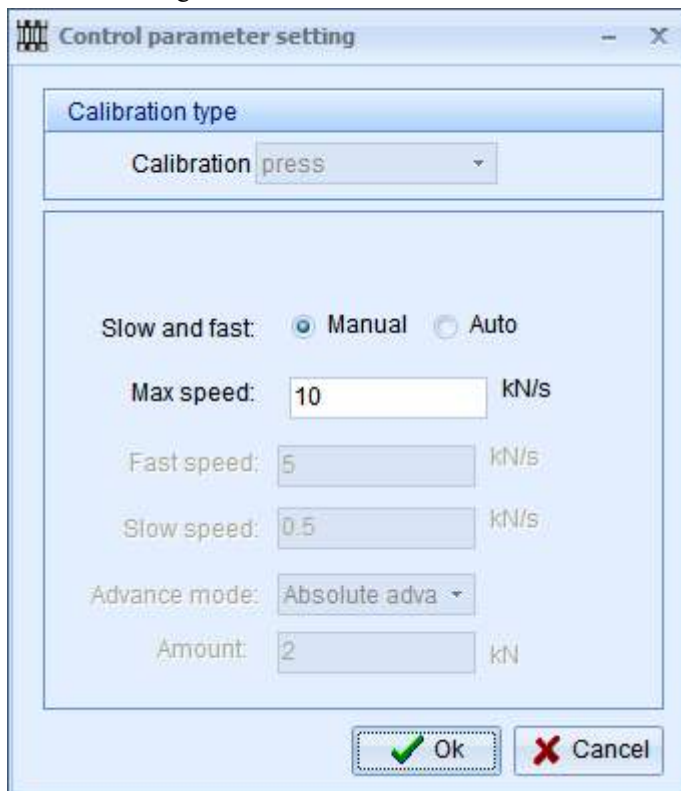 Control parameter setting
Calibration type
Calibration press
Slow and fast: Manual Auto
Max speed: 10 kN/s
Fast speed: 5 kN/s
Slow speed: 0.5 kN/s
Advance mode: Absolute adva
Amount: 2 kN
Ok Cancel